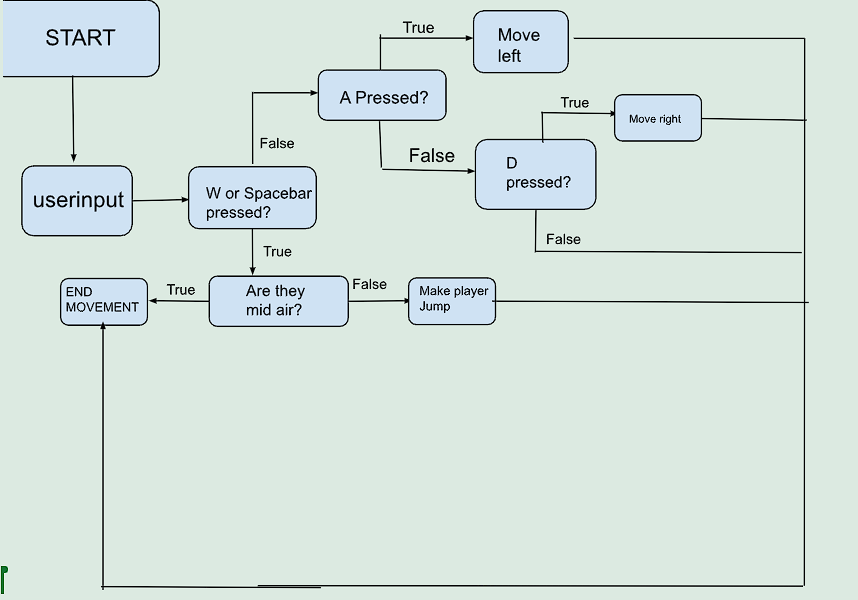 START
True
Move
left
A Pressed?
True
Move right
False
False
D
pressed?
userinput
W or Spacebar
pressed?
False
True
END
MOVEMENT
True
Are they
mid air?
False
Make player
Jump